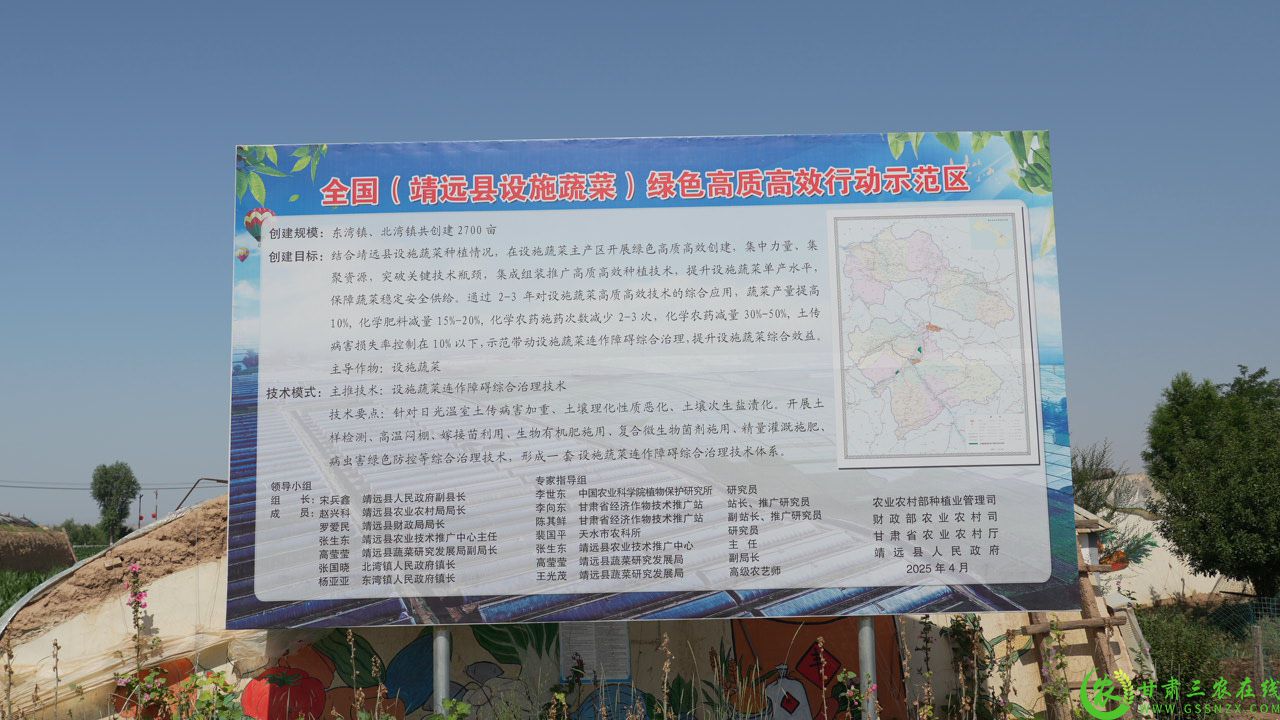 全国（靖远县设施蔬菜）绿色高质高效行动示范区
创建规模：东湾镇、北湾镇共创建 2170 亩
创建目标：结合靖远县设施蔬菜种植情况，在设施蔬菜主产区开展绿色高质高效创建，集中力量，集
聚资源，突破关键技术瓶颈，集成组装推广高质高效种植技术，提升设施蔬菜单产水平，
保障蔬菜稳定安全供给。通过 2-3 年对设施蔬菜高质高效技术的综合应用，蔬菜产量提高
10%, 化学肥料减量 15%-20%, 化学农药施药次数减少 2-3 次，化学农药减量 30%-50%, 土传
病害损失率控制在 10% 以下, 示范带动设施蔬菜连作障碍综合治理，提升设施蔬菜综合效益。
主导作物：设施蔬菜
技术模式：主推技术：设施蔬菜连作障碍综合治理技术
技术要点：针对日光温室土传病害加重、土壤理化性质恶化、土壤次生盐渍化。开展土
样检测、高温闷棚、嫁接苗利用、生物有机肥施用、复合微生物菌剂施用、精量灌溉施肥、
病虫害绿色防控等综合治理技术，形成一套设施蔬菜连作障碍综合治理技术体系。
领导小组
组　长：宋兵鑫　靖远县人民政府副县长
成　员：赵兴科　靖远县农业农村局局长
罗爱民　靖远县财政局局长
张生东　靖远县农业技术推广中心主任
高莹莹　靖远县蔬菜研究发展局副局长
张国晓　北湾镇人民政府镇长
杨亚亚　东湾镇人民政府镇长
专家指导组
李世东　中国农业科学院植物保护研究所　研究员
李向东　甘肃省经济作物技术推广站　站长、推广研究员
陈其鲜　甘肃省经济作物技术推广站　副站长、推广研究员
裴国平　天水市农科所　研究员
张生东　靖远县农业技术推广中心　主　任
高莹莹　靖远县蔬菜研究发展局　副局长
王光茂　靖远县蔬菜研究发展局　高级农艺师
农业农村部种植业管理司
财政部农业农村司
甘肃省农业农村厅
靖远县人民政府
2025 年 4 月
甘肃三农在线
WWW.GSSNZX.COM